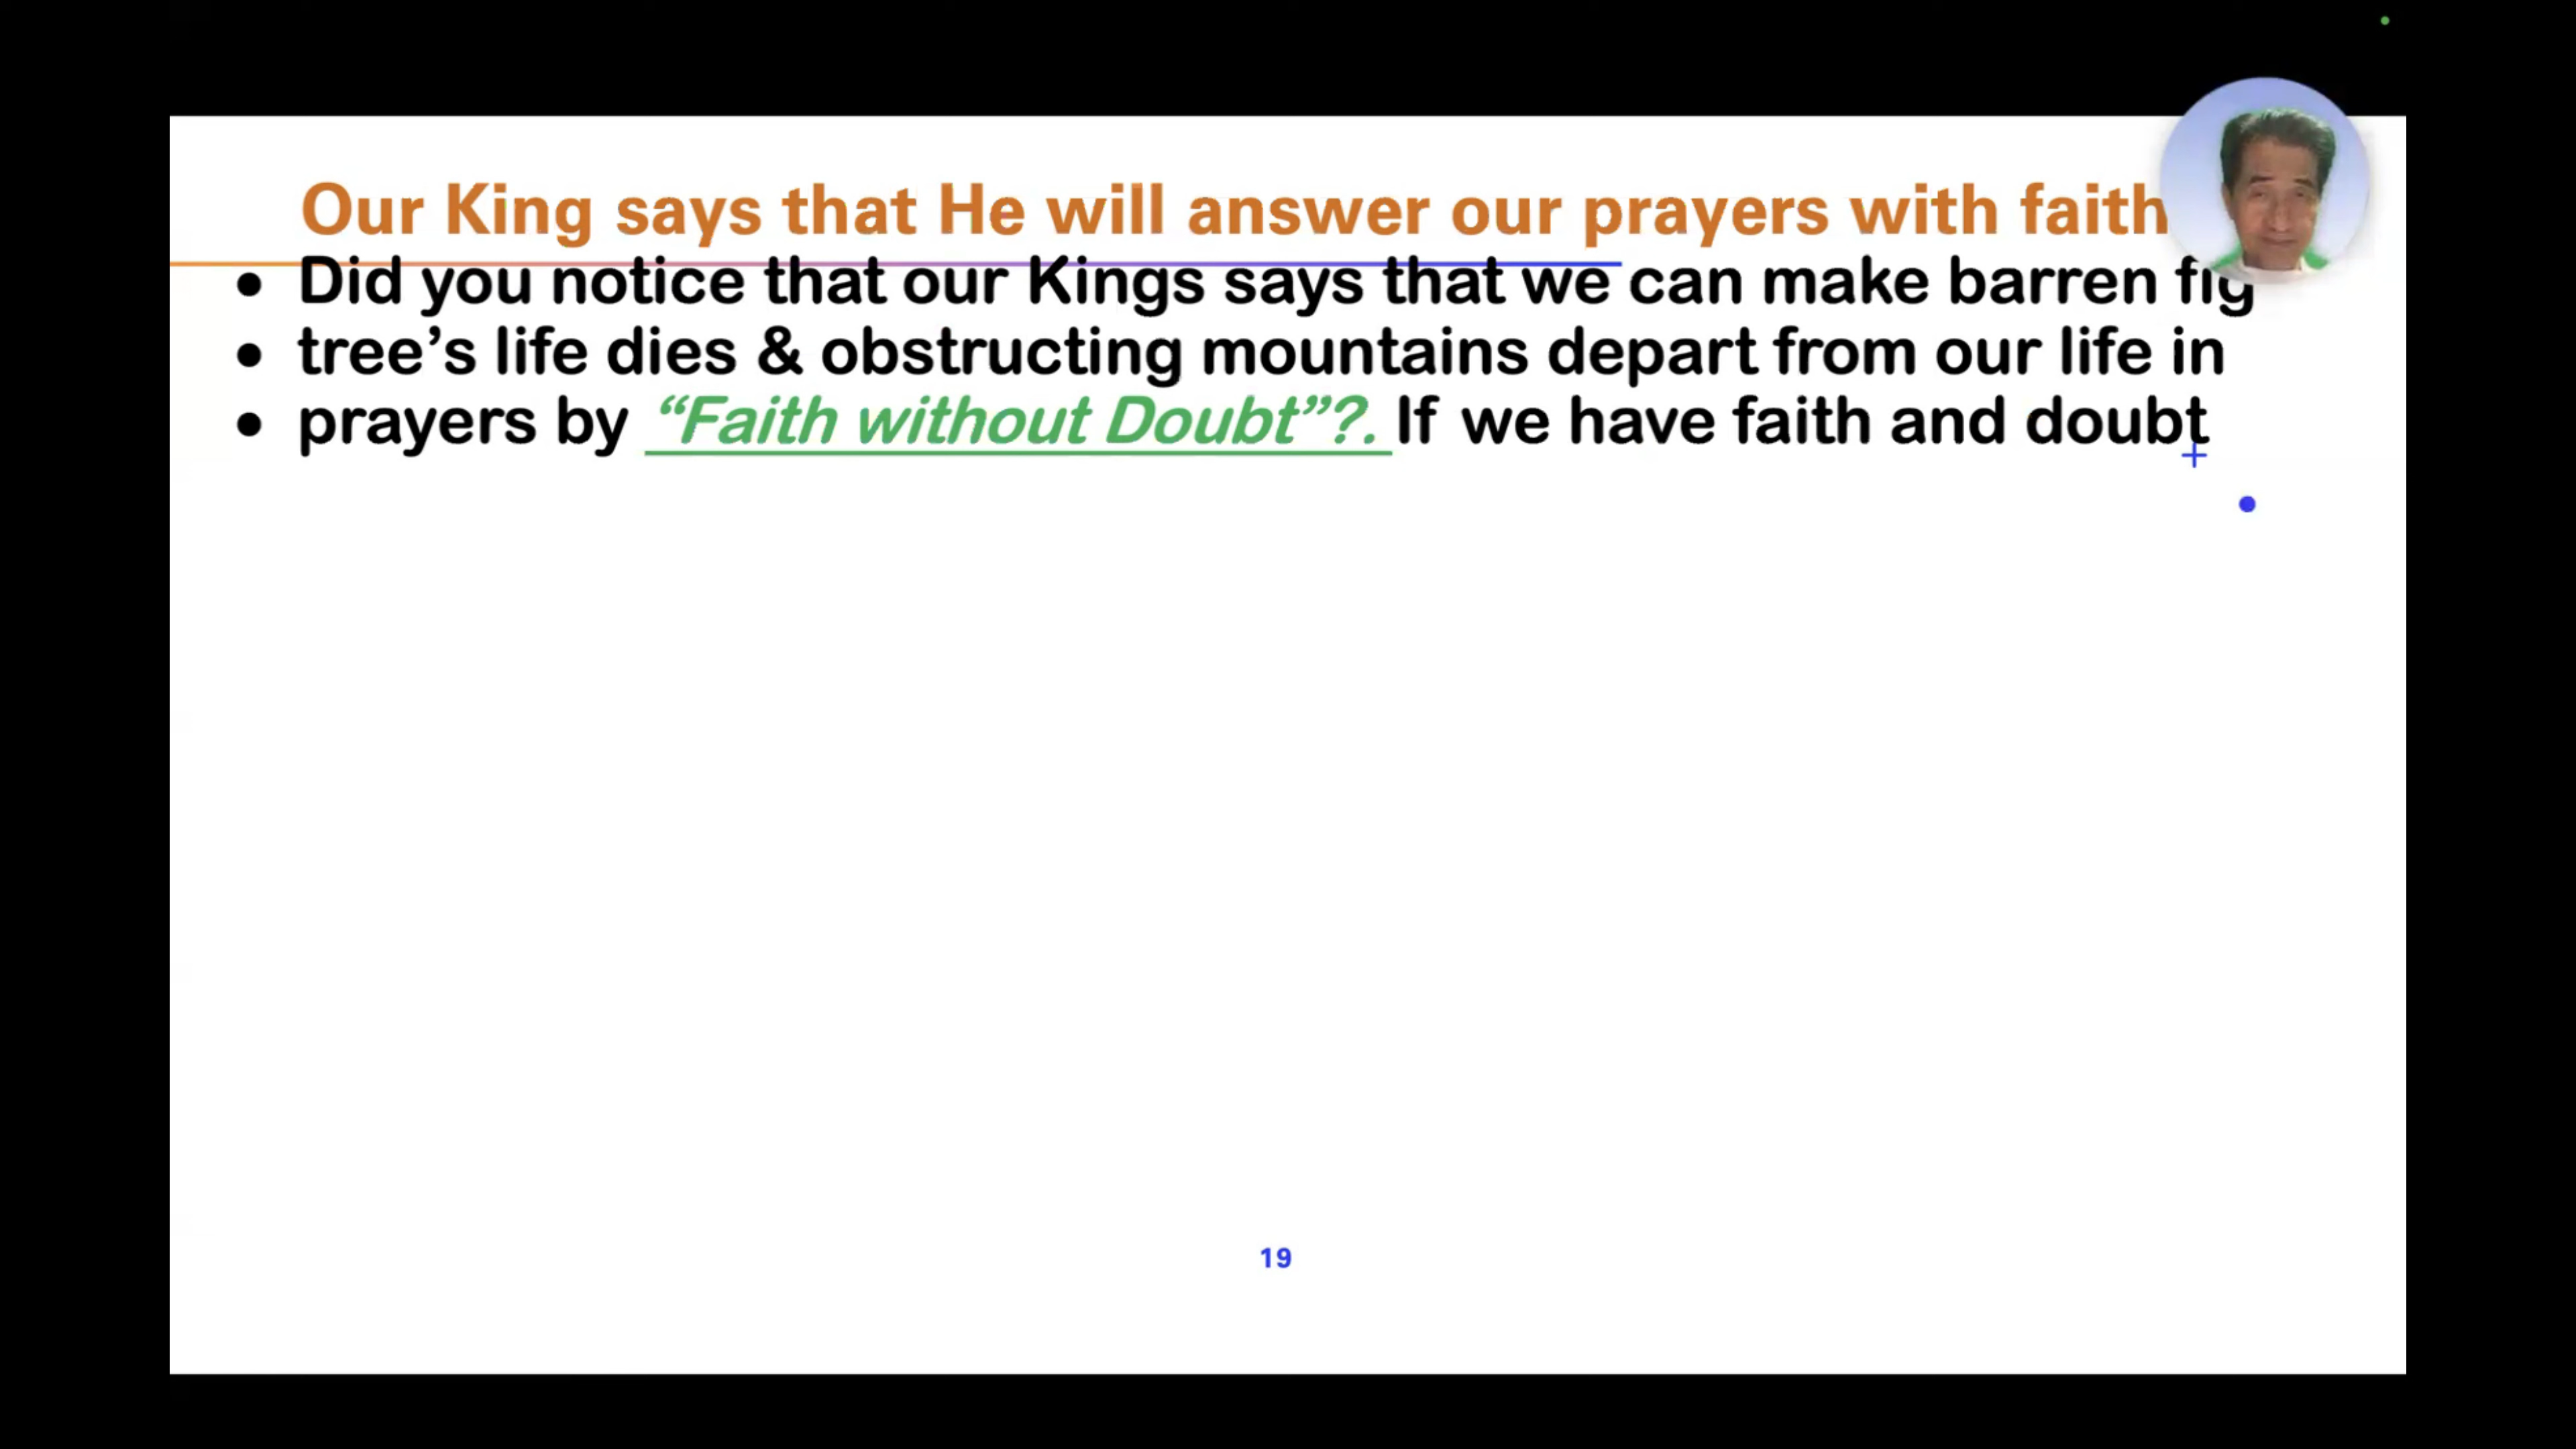 Our King says that He will answer our prayers with faith
• Did you notice that our Kings says that we can make barren fig
• tree’s life dies & obstructing mountains depart from our life in
• prayers by “Faith without Doubt”?. If we have faith and doubt
19